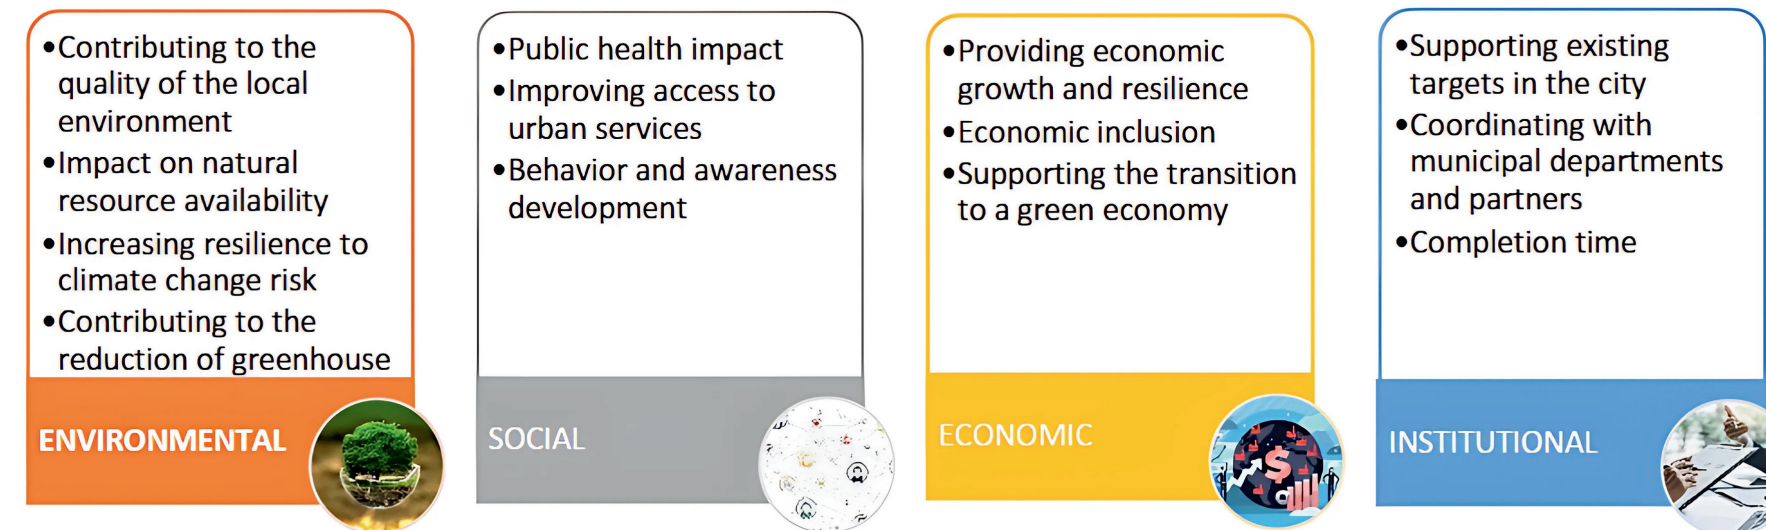 •Contributing to the
quality of the local
environment
•Impact on natural
resource availability
•Increasing resilience to
climate change risk
•Contributing to the
reduction of greenhouse
ENVIRONMENTAL
•Public health impact
•Improving access to
urban services
•Behavior and awareness
development
SOCIAL
•Providing economic
growth and resilience
•Economic inclusion
•Supporting the transition
to a green economy
ECONOMIC
$
•Supporting existing
targets in the city
•Coordinating with
municipal departments
and partners
•Completion time
INSTITUTIONAL